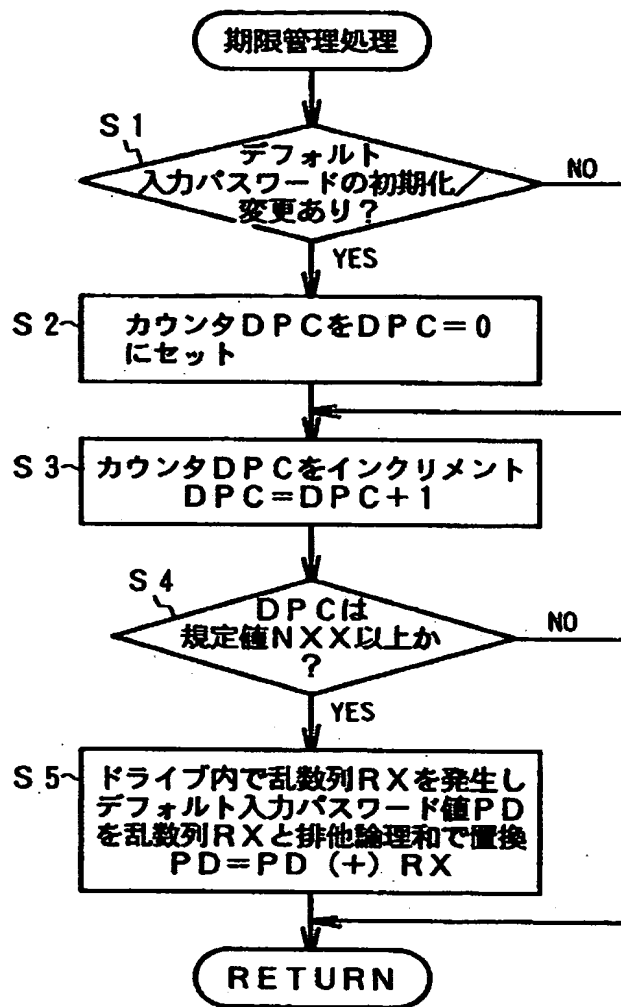 期限管理処理
S1
デフォルト
入力パスワードの初期化/
変更あり?
NO
YES
S2
カウンタDPCをDPC=0
にセット
S3
カウンタDPCをインクリメント
DPC=DPC+1
S4
DPCは
規定値NXX以上か
?
NO
YES
S5
ドライブ内で乱数列RXを発生し
デフォルト入力パスワード値PD
を乱数列RXと排他論理和で置換
PD=PD (+) RX
RETURN